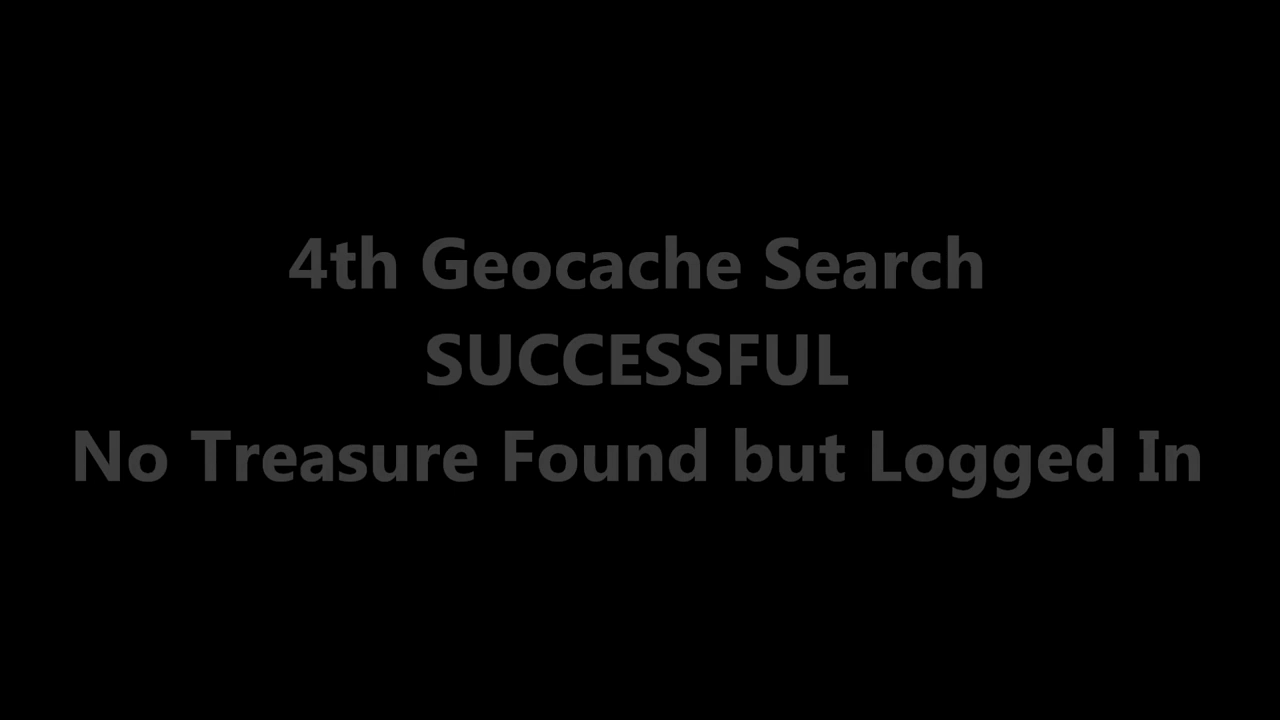 4th Geocache Search
SUCCESSFUL
No Treasure Found but Logged In